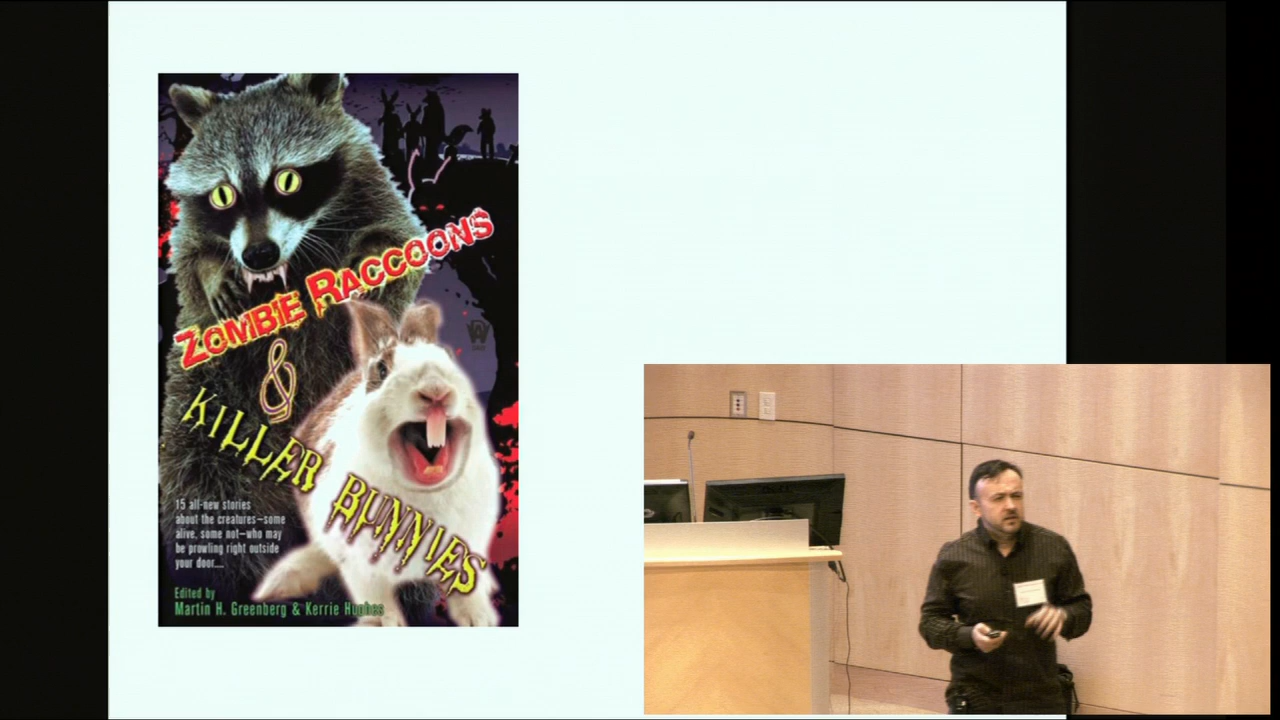 ZOMBIE RACCOONS
&
KILLER BUNNIES
15 all-new stories
about the creatures—some
alive, some not—who may
be prowling right outside
your door....
Edited by
Martin H. Greenberg & Kerrie Hughes